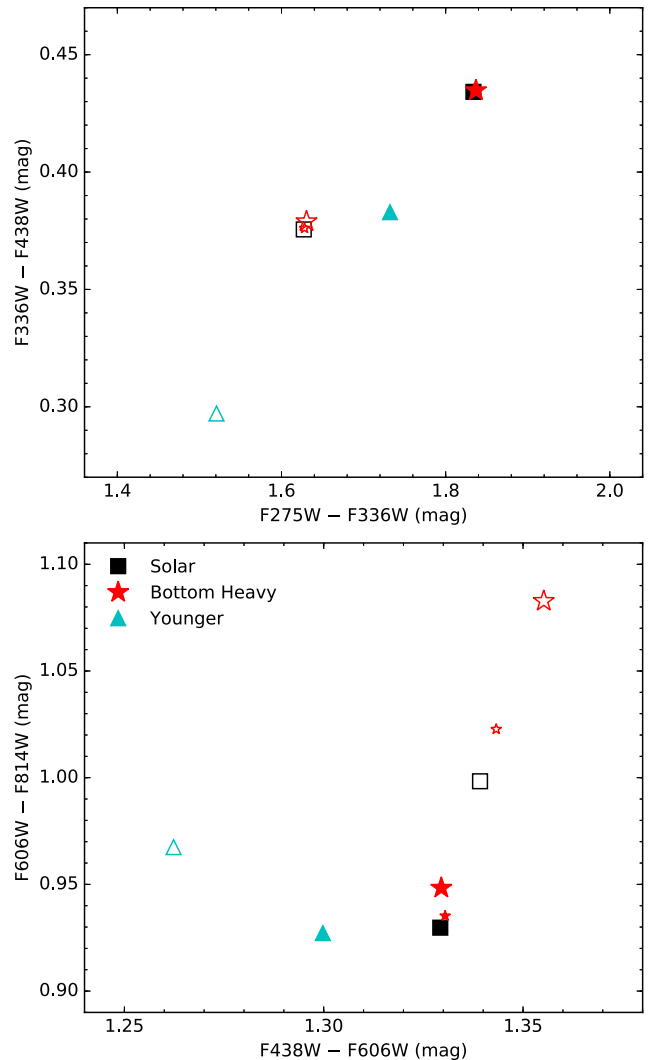 0.45
0.40
0.35
0.30
F336W − F438W (mag)
1.4 1.6 1.8 2.0
F275W − F336W (mag)
Solar
Bottom Heavy
Younger
1.10
1.05
1.00
0.95
0.90
F606W − F814W (mag)
1.25 1.30 1.35
F438W − F606W (mag)